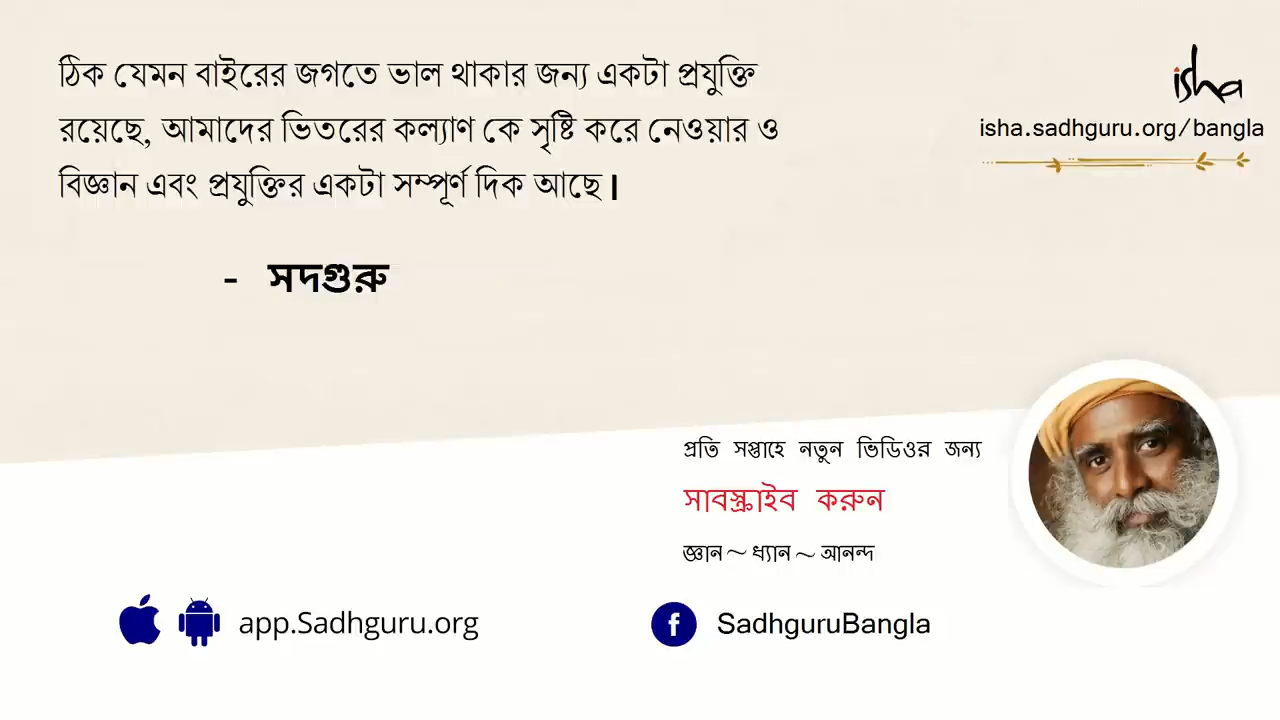 ঠিক যেমন বাইরের জগতে ভাল থাকার জন্য একটা প্রযুক্তি
রয়েছে, আমাদের ভিতরের কল্যাণ কে সৃষ্টি করে নেওয়ার ও
বিজ্ঞান এবং প্রযুক্তির একটা সম্পূর্ণ দিক আছে।
- সদগুরু
isha
isha.sadhguru.org/bangla
প্রতি সপ্তাহে নতুন ভিডিওর জন্য
সাবস্ক্রাইব করুন
জ্ঞান ~ ধ্যান ~ আনন্দ
app.Sadhguru.org
f SadhguruBangla